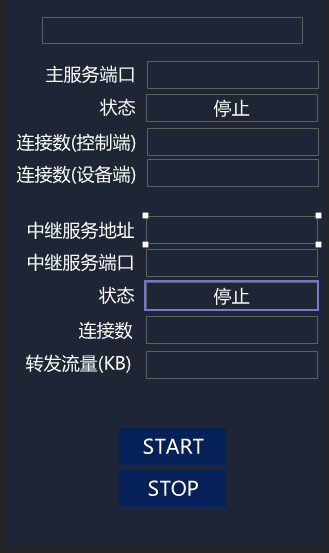 主服务端口
状态 停止
连接数(控制端)
连接数(设备端)
中继服务地址
中继服务端口
状态 停止
连接数
转发流量(KB)
START
STOP